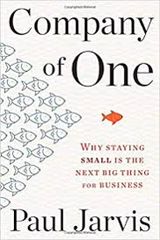 Company
of One
WHY STAYING
SMALL IS THE
NEXT BIG THING
FOR BUSINESS
Paul Jarvis